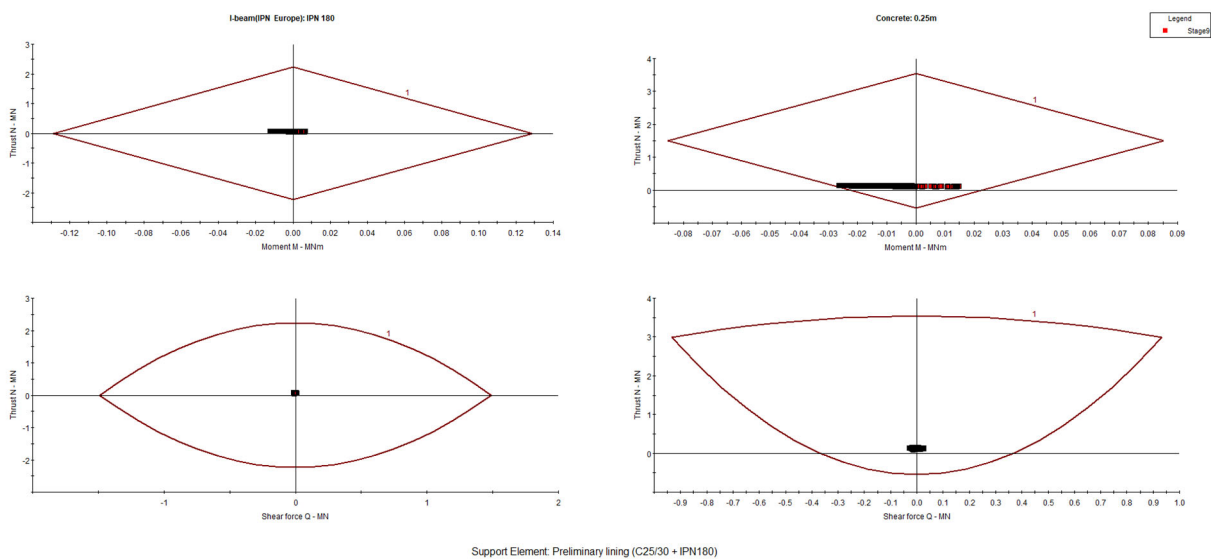 I-beam(IPN Europe): IPN 180
Concrete: 0.25m
Legend
Stage9
3
2
1
0
-1
-2
Thrust N - MN
1
-0.12 -0.10 -0.08 -0.06 -0.04 -0.02 0.00 0.02 0.04 0.06 0.08 0.10 0.12 0.14
Moment M - MNm
4
3
2
1
0
Thrust N - MN
1
-0.08 -0.07 -0.06 -0.05 -0.04 -0.03 -0.02 -0.01 0.00 0.01 0.02 0.03 0.04 0.05 0.06 0.07 0.08 0.09
Moment M - MNm
3
2
1
0
-1
-2
Thrust N - MN
1
-1 0 1 2
Shear force Q - MN
4
3
2
1
0
Thrust N - MN
1
-0.9 -0.8 -0.7 -0.6 -0.5 -0.4 -0.3 -0.2 -0.1 0.0 0.1 0.2 0.3 0.4 0.5 0.6 0.7 0.8 0.9 1.0
Shear force Q - MN
Support Element: Preliminary lining (C25/30 + IPN180)